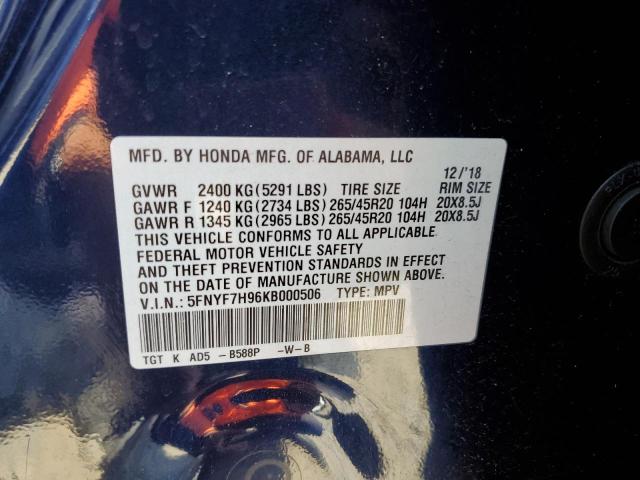 MFD. BY HONDA MFG. OF ALABAMA, LLC 12/'18
GVWR 2400 KG(5291 LBS) TIRE SIZE RIM SIZE
GAWR F 1240 KG(2734 LBS)265/45R20 104H 20X8.5J
GAWR R 1345 KG(2965 LBS)265/45R20 104H 20X8.5J
THIS VEHICLE CONFORMS TO ALL APPLICABLE
FEDERAL MOTOR VEHICLE SAFETY
AND THEFT PREVENTION STANDARDS IN EFFECT
ON THE DATE OF MANUFACTURE SHOWN ABOVE.
V.I.N.: 5FNYF7H96KB000506 TYPE: MPV
TGT K AD5 -B588P -W-B